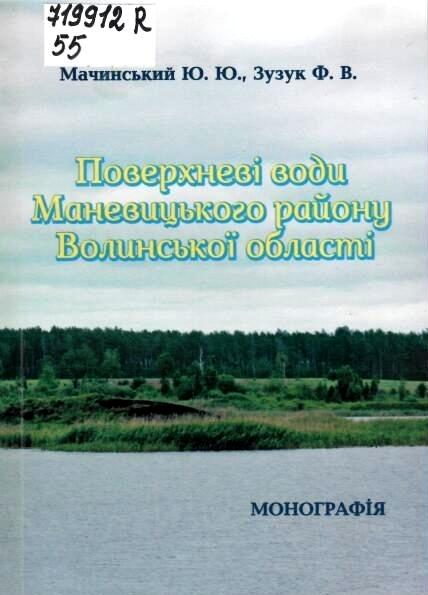 719912 R
55
Мачинський Ю. Ю., Зузук Ф. В.
Поверхневі води
Маневицького району
Волинської області
МОНОГРАФІЯ